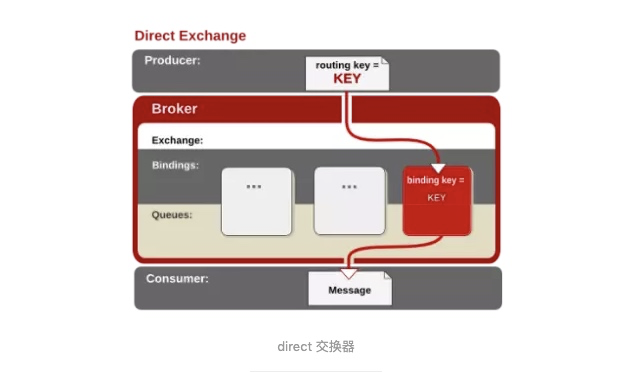 Direct Exchange
Producer:
routing key =
KEY
Broker
Exchange:
Bindings:
...
...
binding key =
KEY
Queues:
Consumer:
Message
direct 交换器